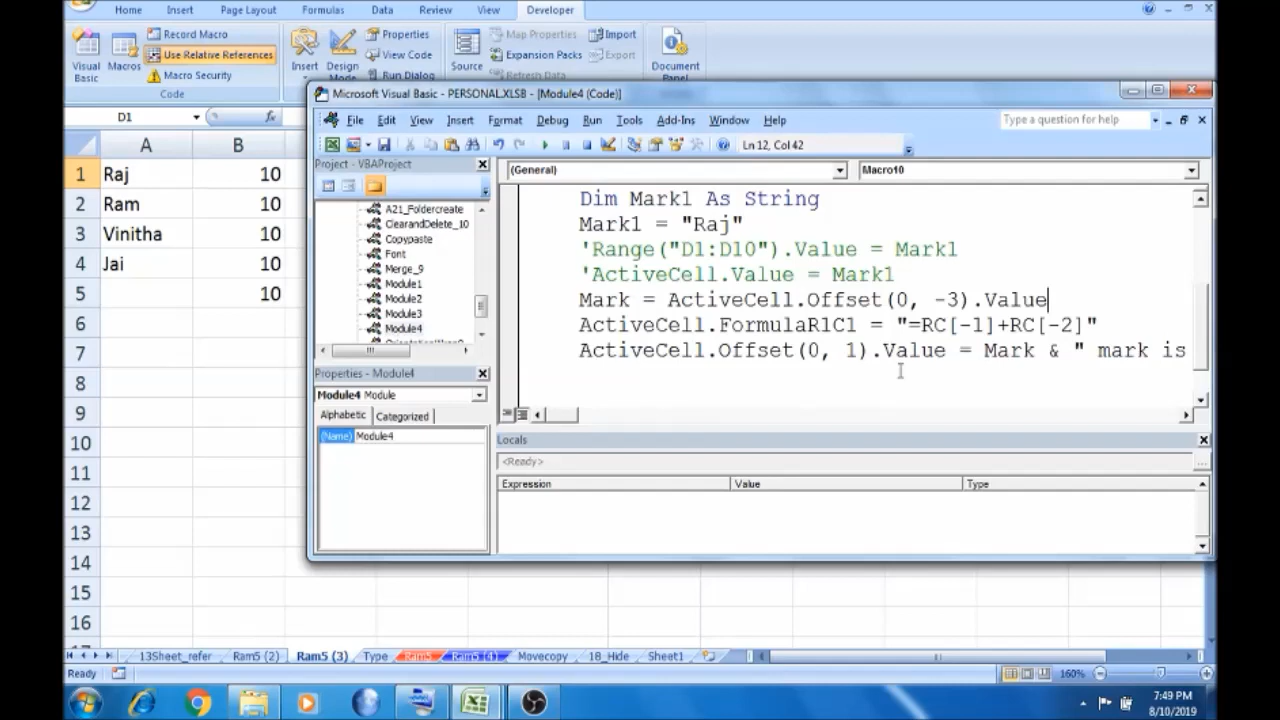 Home Insert Page Layout Formulas Data Review View Developer
Visual Basic
Macros
Record Macro
Use Relative References
Macro Security
Code
Insert
Design Mode
Properties
View Code
Run Dialog
Source
Map Properties
Expansion Packs
Refresh Data
Import
Export
Document Panel
D1
fx
A B
1 Raj 10
2 Ram 10
3 Vinitha 10
4 Jai 10
5 10
6
7
8
9
10
11
12
13
14
15
16
Microsoft Visual Basic - PERSONAL.XLSB - [Module4 (Code)]
File Edit View Insert Format Debug Run Tools Add-Ins Window Help
Type a question for help
Ln 12, Col 42
Project - VBAProject
A21_Foldercreate
ClearandDelete_10
Copypaste
Font
Merge_9
Module1
Module2
Module3
Module4
Properties - Module4
Module4 Module
Alphabetic Categorized
(Name) Module4
(General) Macro10
Dim Mark1 As String
Mark1 = "Raj"
'Range("D1:D10").Value = Mark1
'ActiveCell.Value = Mark1
Mark = ActiveCell.Offset(0, -3).Value
ActiveCell.FormulaR1C1 = "=RC[-1]+RC[-2]"
ActiveCell.Offset(0, 1).Value = Mark & " mark is
Locals
<Ready>
Expression Value Type
13Sheet_refer Ram5 (2) Ram5 (3) Type Ram5 Ram5 (4) Movecopy 18_Hide Sheet1
Ready
160%
7:49 PM
8/10/2019